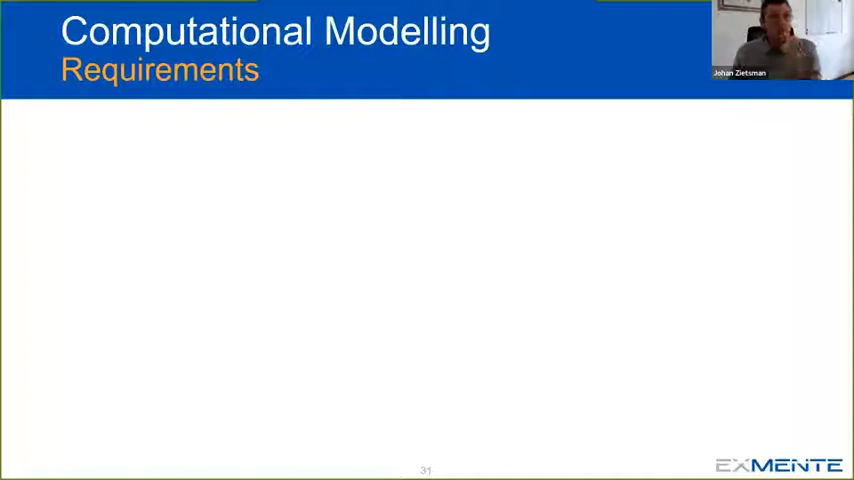 Computational Modelling
Requirements
Johan Zietsman
31
EXMENTE